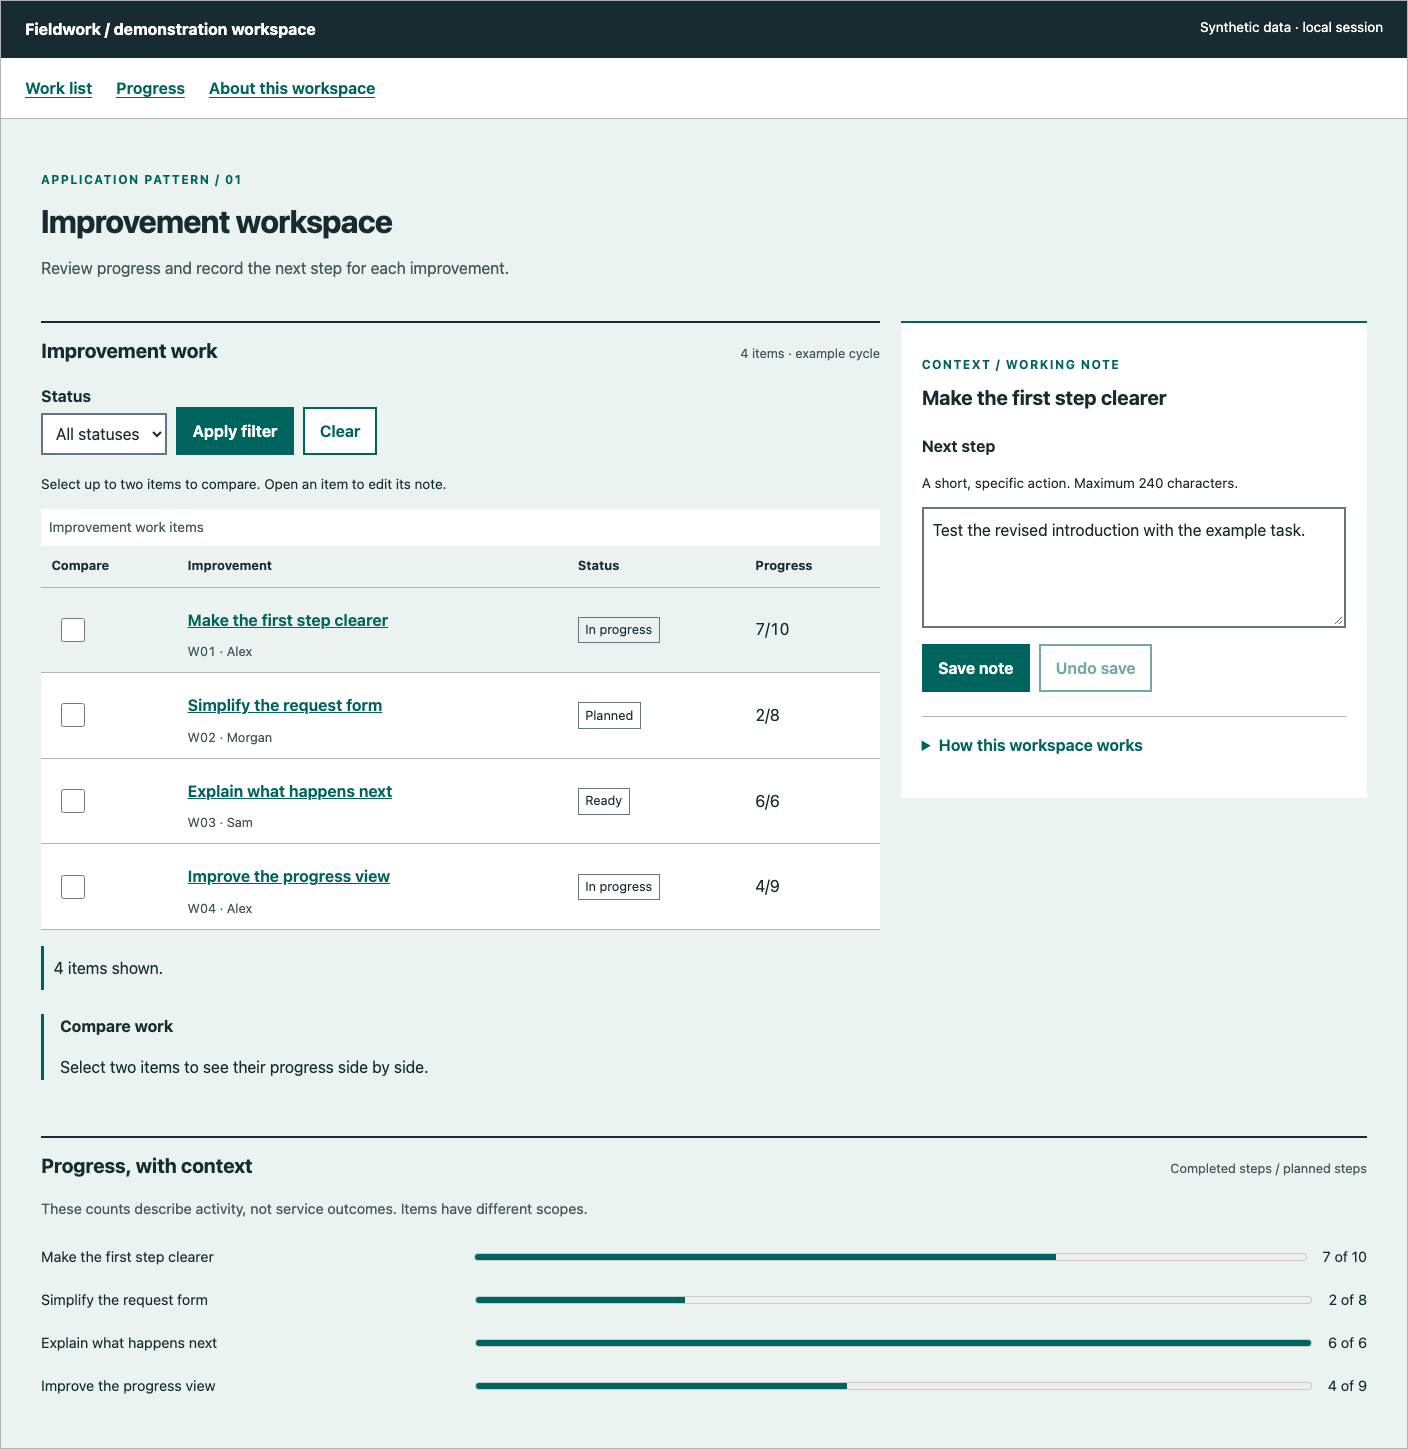 Fieldwork / demonstration workspace
Synthetic data · local session
Work list
Progress
About this workspace
APPLICATION PATTERN / 01
Improvement workspace
Review progress and record the next step for each improvement.
Improvement work
4 items · example cycle
Status
All statuses
Apply filter
Clear
Select up to two items to compare. Open an item to edit its note.
Improvement work items
Compare
Improvement
Status
Progress
Make the first step clearer
W01 · Alex
In progress
7/10
Simplify the request form
W02 · Morgan
Planned
2/8
Explain what happens next
W03 · Sam
Ready
6/6
Improve the progress view
W04 · Alex
In progress
4/9
4 items shown.
Compare work
Select two items to see their progress side by side.
CONTEXT / WORKING NOTE
Make the first step clearer
Next step
A short, specific action. Maximum 240 characters.
Test the revised introduction with the example task.
Save note
Undo save
How this workspace works
Progress, with context
Completed steps / planned steps
These counts describe activity, not service outcomes. Items have different scopes.
Make the first step clearer
7 of 10
Simplify the request form
2 of 8
Explain what happens next
6 of 6
Improve the progress view
4 of 9